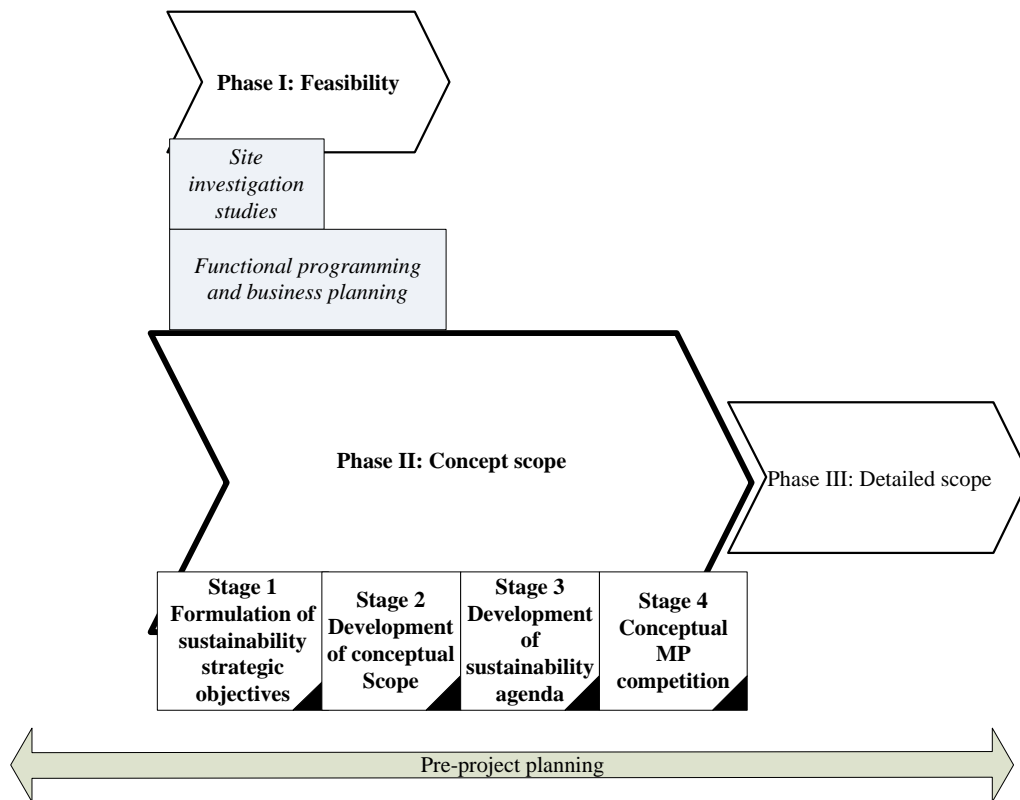 Phase I: Feasibility
Site
investigation
studies
Functional programming
and business planning
Phase II: Concept scope
Phase III: Detailed scope
Stage 1
Formulation of
sustainability
strategic
objectives
Stage 2
Development
of conceptual
Scope
Stage 3
Development
of
sustainability
agenda
Stage 4
Conceptual
MP
competition
Pre-project planning